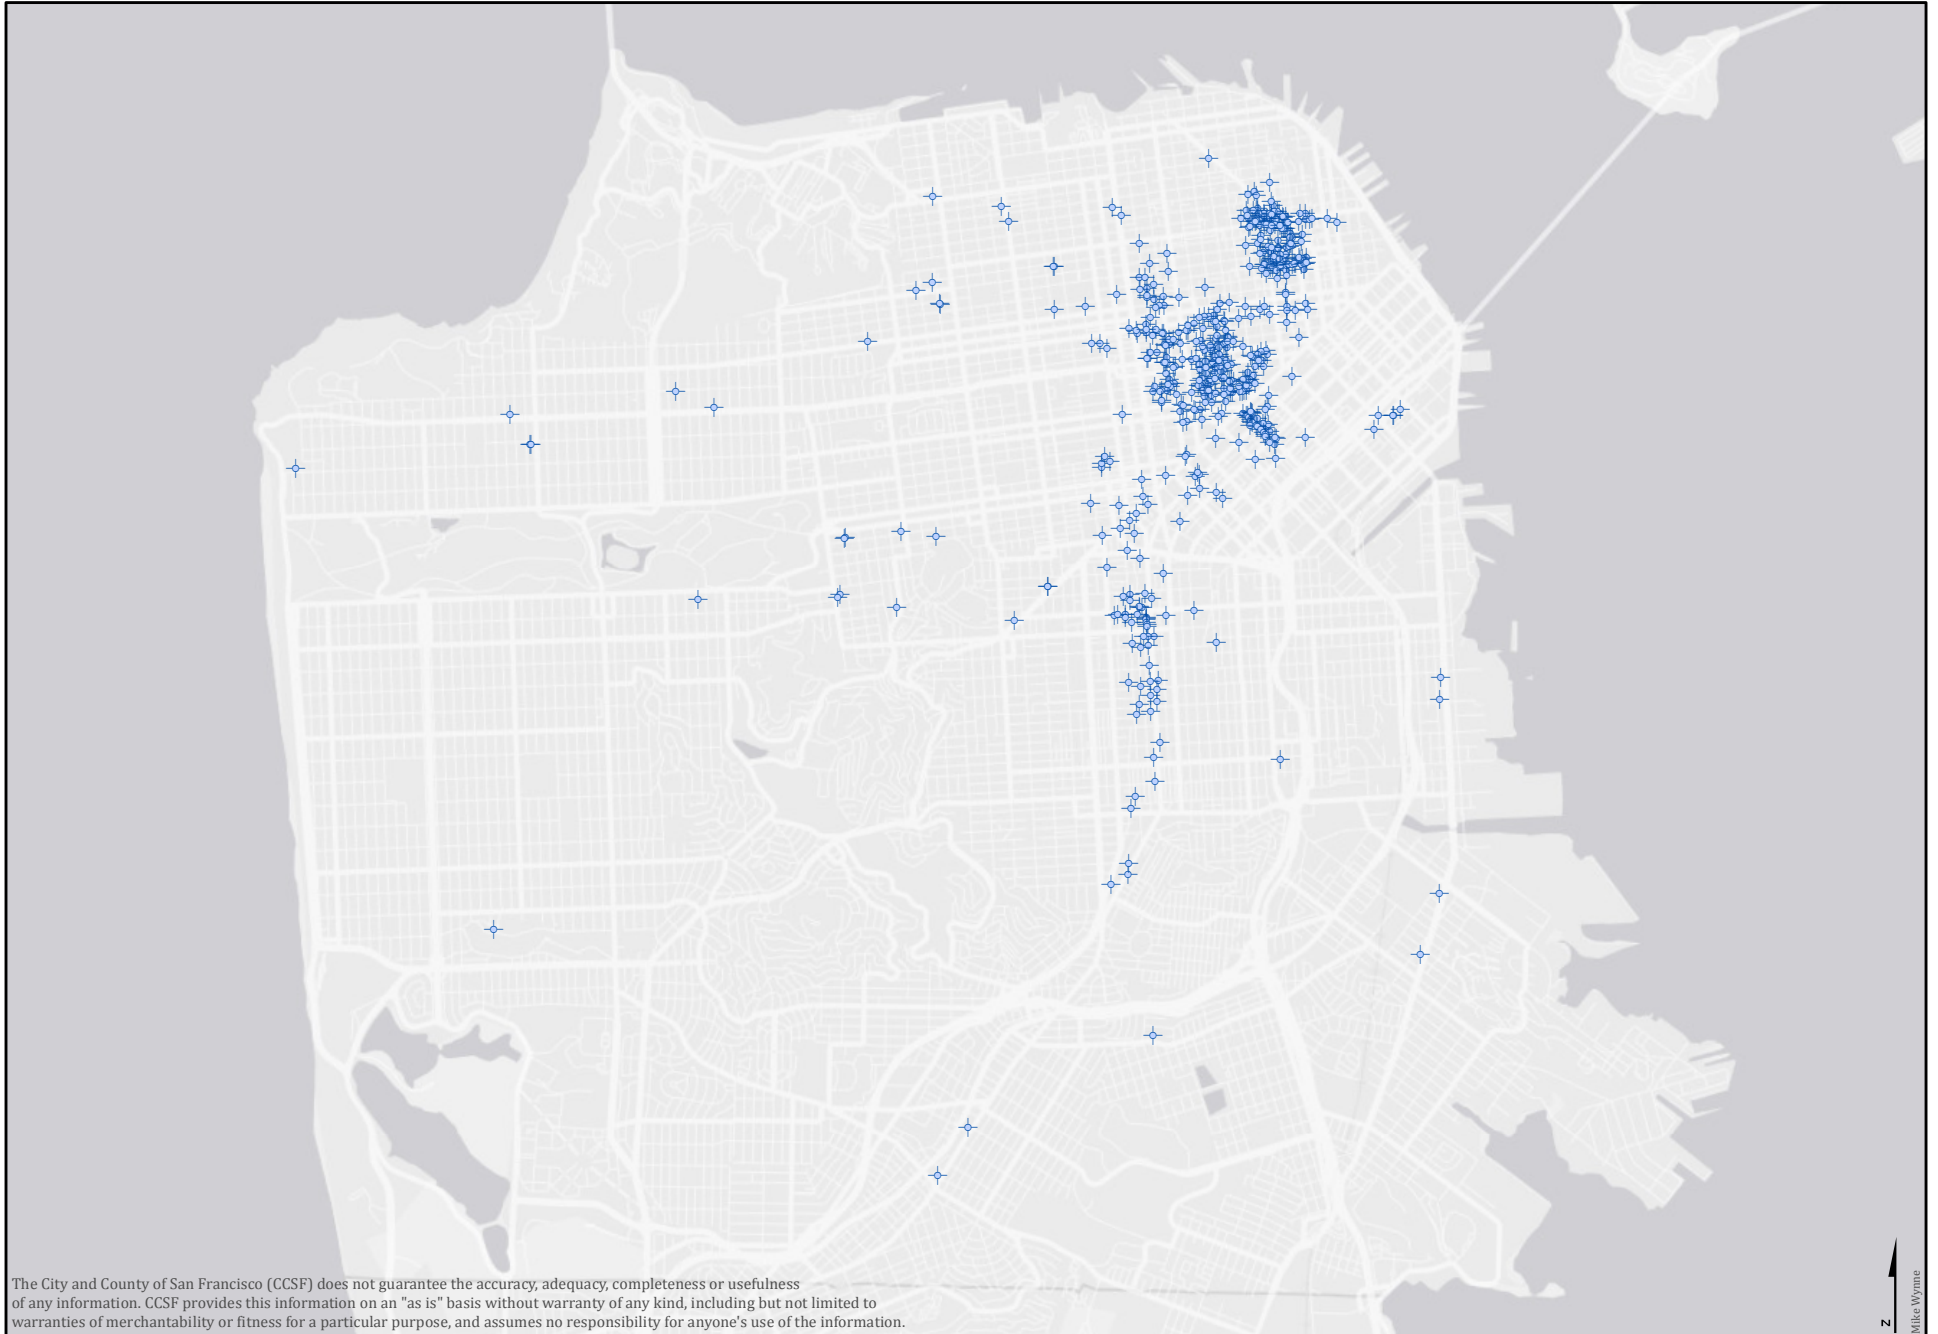 The City and County of San Francisco (CCSF) does not guarantee the accuracy, adequacy, completeness or usefulness
of any information. CCSF provides this information on an "as is" basis without warranty of any kind, including but not limited to
warranties of merchantability or fitness for a particular purpose, and assumes no responsibility for anyone's use of the information.
N
Mike Wynne